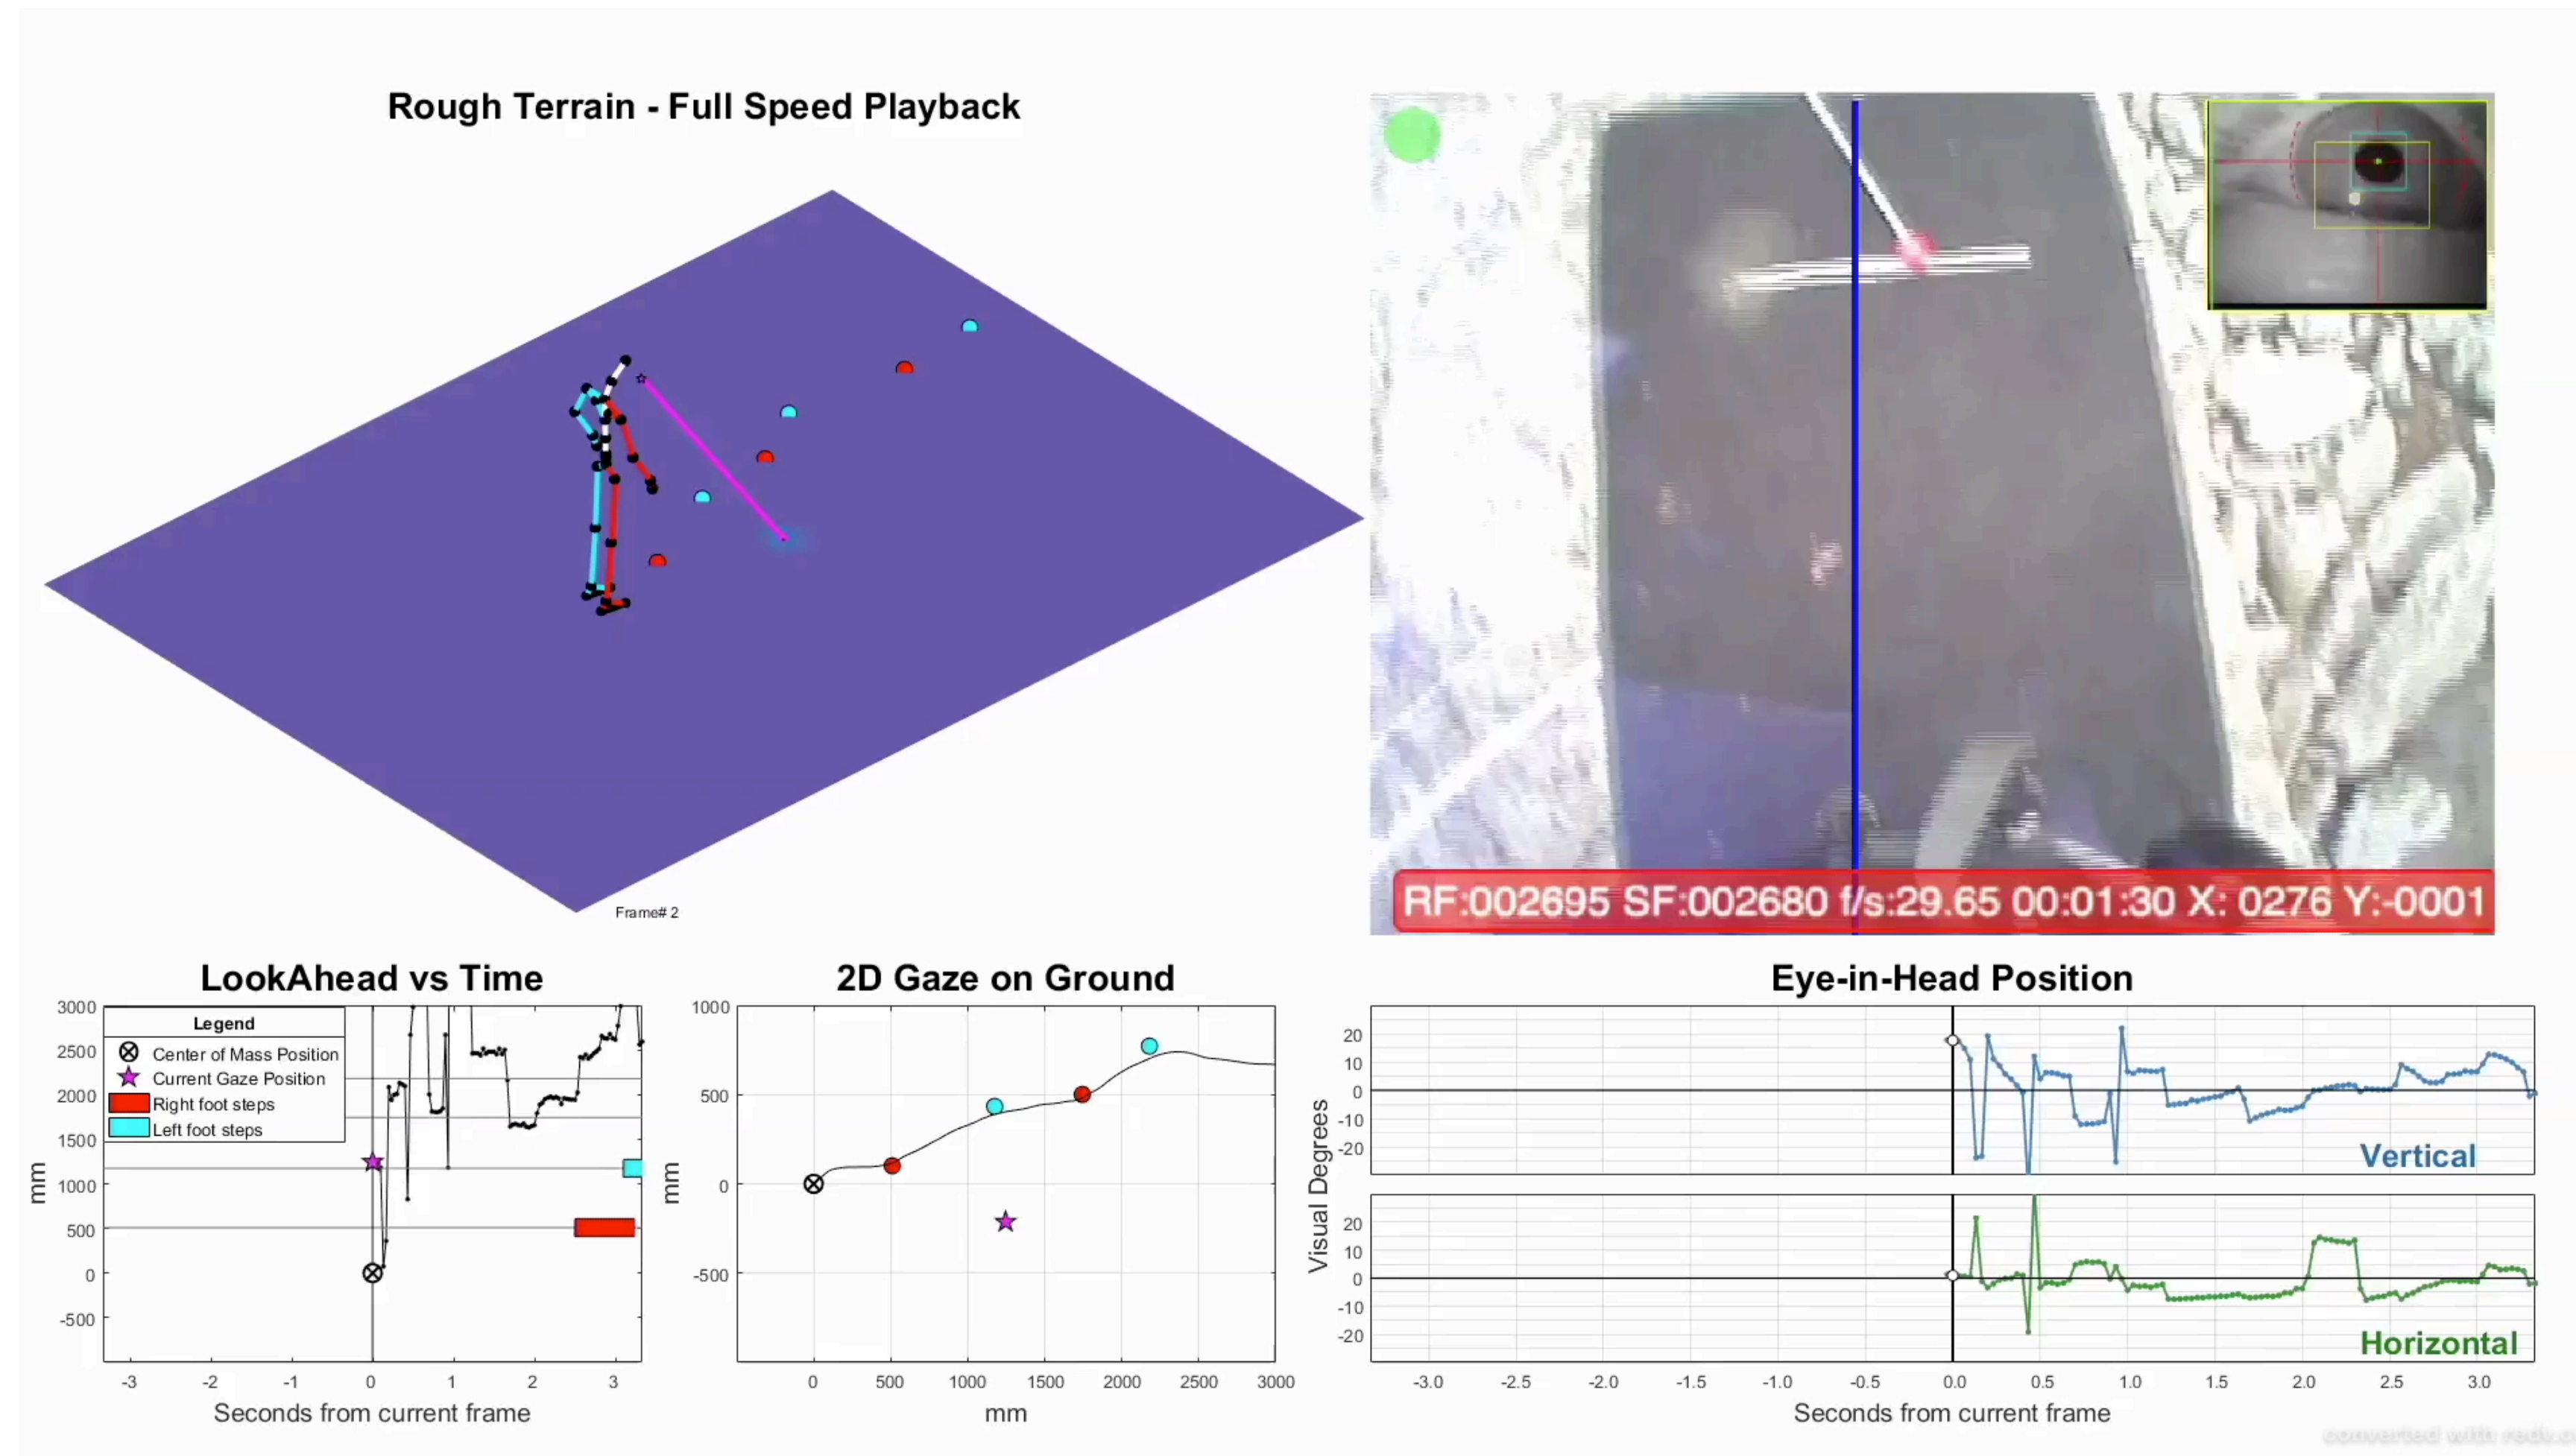 Rough Terrain - Full Speed Playback
Frame# 2
RF:002695 SF:002680 f/s:29.65 00:01:30 X: 0276 Y:-0001
LookAhead vs Time
3000
2500
2000
1500
1000
500
0
-500
mm
Legend
Center of Mass Position
Current Gaze Position
Right foot steps
Left foot steps
-3 -2 -1 0 1 2 3
Seconds from current frame
2D Gaze on Ground
1000
500
0
-500
mm
0 500 1000 1500 2000 2500 3000
mm
Eye-in-Head Position
Visual Degrees
20
10
0
-10
-20
Vertical
20
10
0
-10
-20
Horizontal
-3.0 -2.5 -2.0 -1.5 -1.0 -0.5 0.0 0.5 1.0 1.5 2.0 2.5 3.0
Seconds from current frame
converted with